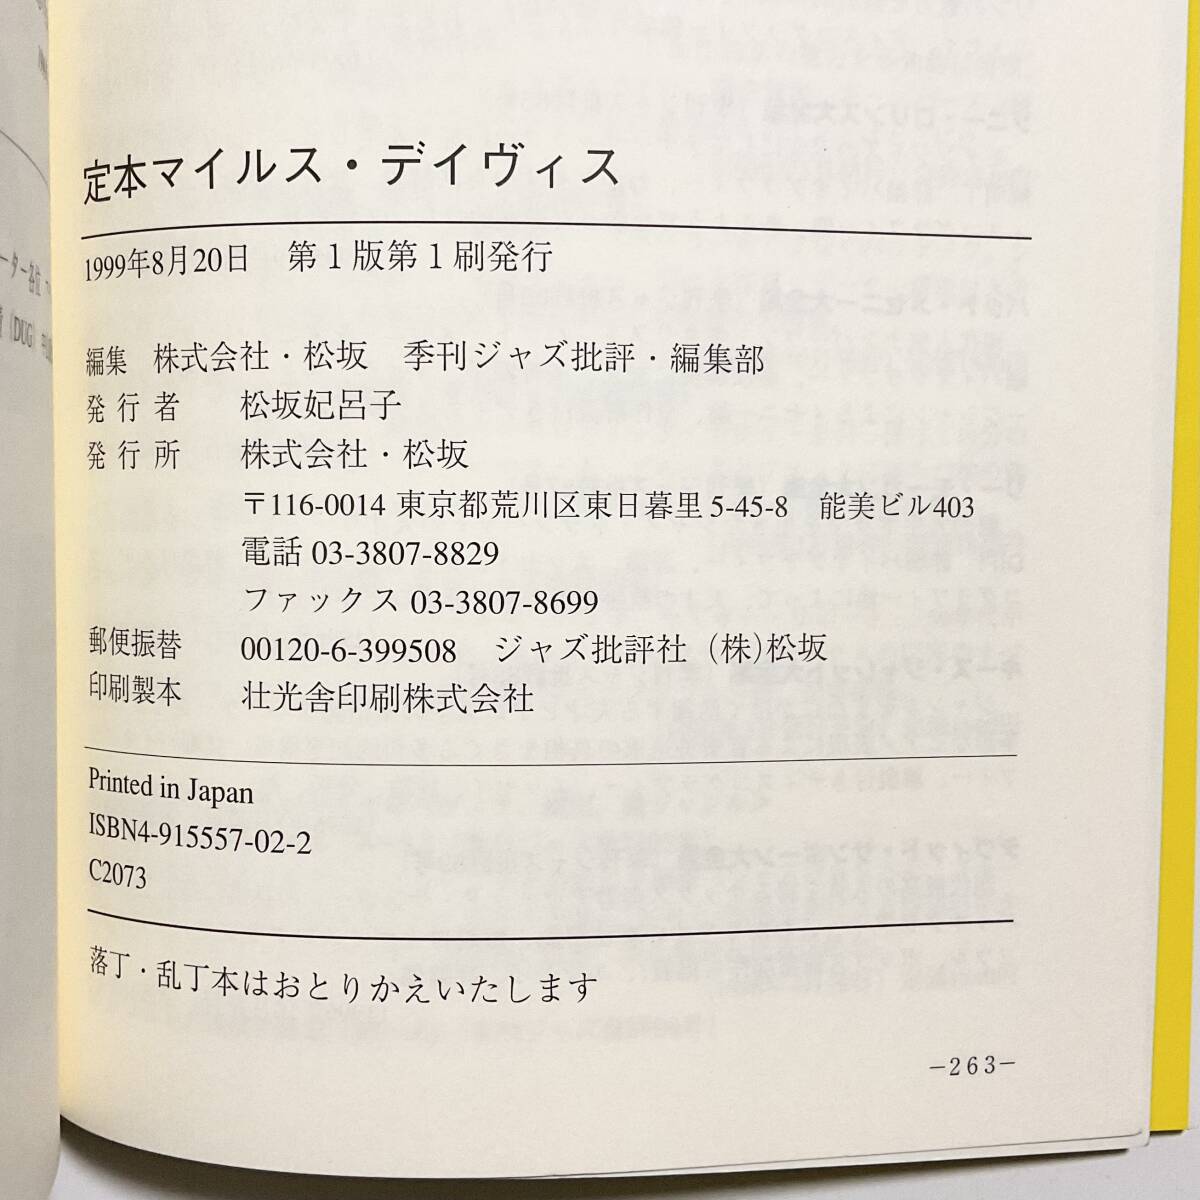 定本マイルス・デイヴィス
1999年8月20日　第1版第1刷発行
編集　株式会社・松坂　季刊ジャズ批評・編集部
発行者　松坂妃呂子
発行所　株式会社・松坂
〒116-0014 東京都荒川区東日暮里5-45-8　能美ビル403
電話 03-3807-8829
ファックス 03-3807-8699
郵便振替　00120-6-399508　ジャズ批評社（株)松坂
印刷製本　壮光舎印刷株式会社
Printed in Japan
ISBN4-915557-02-2
C2073
落丁・乱丁本はおとりかえいたします
−263−